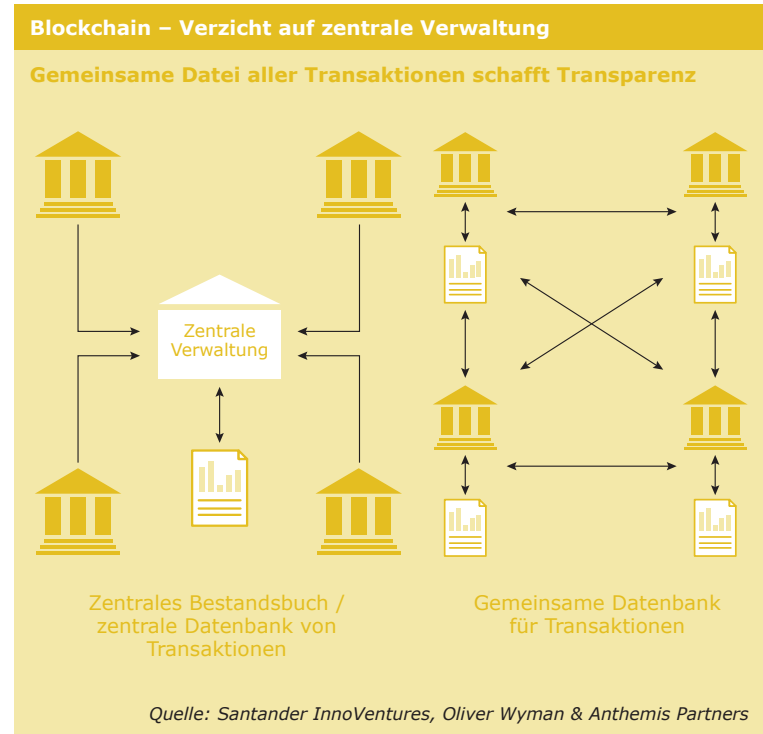 Blockchain – Verzicht auf zentrale Verwaltung
Gemeinsame Datei aller Transaktionen schafft Transparenz
Zentrale
Verwaltung
Zentrales Bestandsbuch /
zentrale Datenbank von
Transaktionen
Gemeinsame Datenbank
für Transaktionen
Quelle: Santander InnoVentures, Oliver Wyman & Anthemis Partners